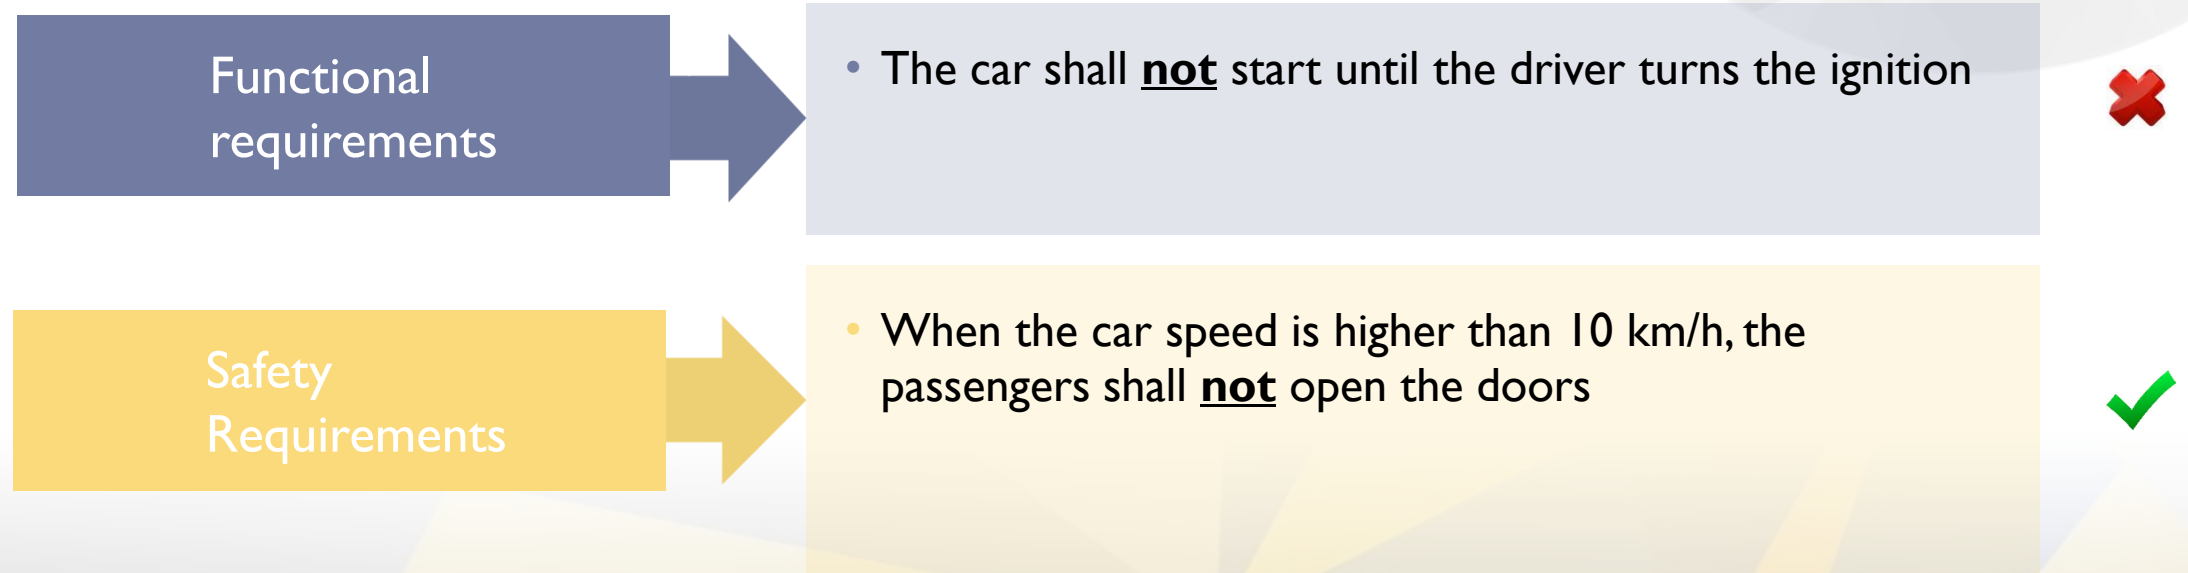 Functional
requirements
• The car shall not start until the driver turns the ignition
Safety
Requirements
• When the car speed is higher than 10 km/h, the
passengers shall not open the doors